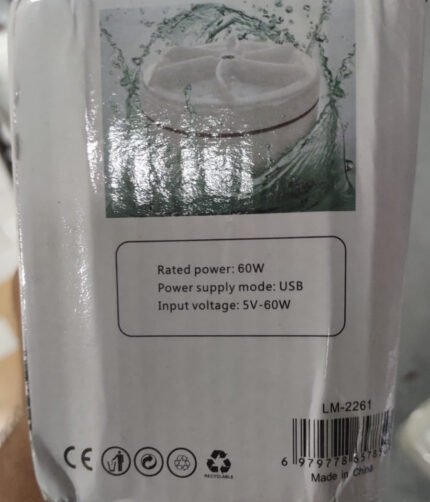 Rated power: 60W
Power supply mode: USB
Input voltage: 5V-60W
LM-2261
CE
RECYCLABLE
Made in China